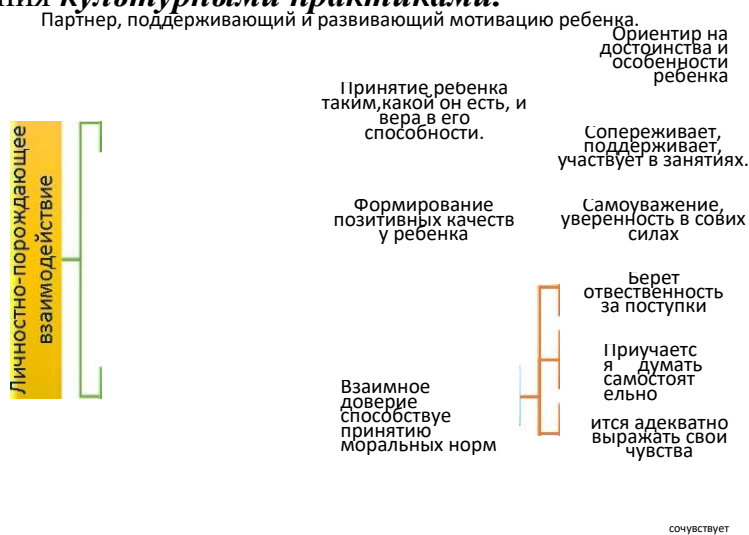 ния культурными практиками.
Партнер, поддерживающий и развивающий мотивацию ребенка.
Ориентир на
достоинства и
особенности
ребенка
Принятие ребенка
таким,какой он есть, и
вера в его
способности.
Сопереживает,
поддерживает,
участвует в занятиях.
Личностно-порождающее
взаимодействие
Формирование
позитивных качеств
у ребенка
Самоуважение,
уверенность в сових
силах
Берет
отвественность
за поступки
Приучаетс
я думать
самостоят
ельно
Взаимное
доверие
способствуе
принятию
моральных норм
ится адекватно
выражать свои
чувства
сочувствует